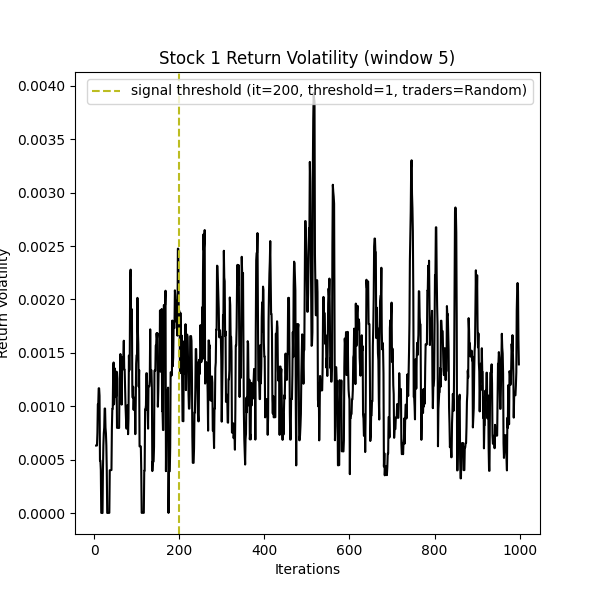 Stock 1 Return Volatility (window 5)
signal threshold (it=200, threshold=1, traders=Random)
Return Volatility
0.0040
0.0035
0.0030
0.0025
0.0020
0.0015
0.0010
0.0005
0.0000
0 200 400 600 800 1000
Iterations